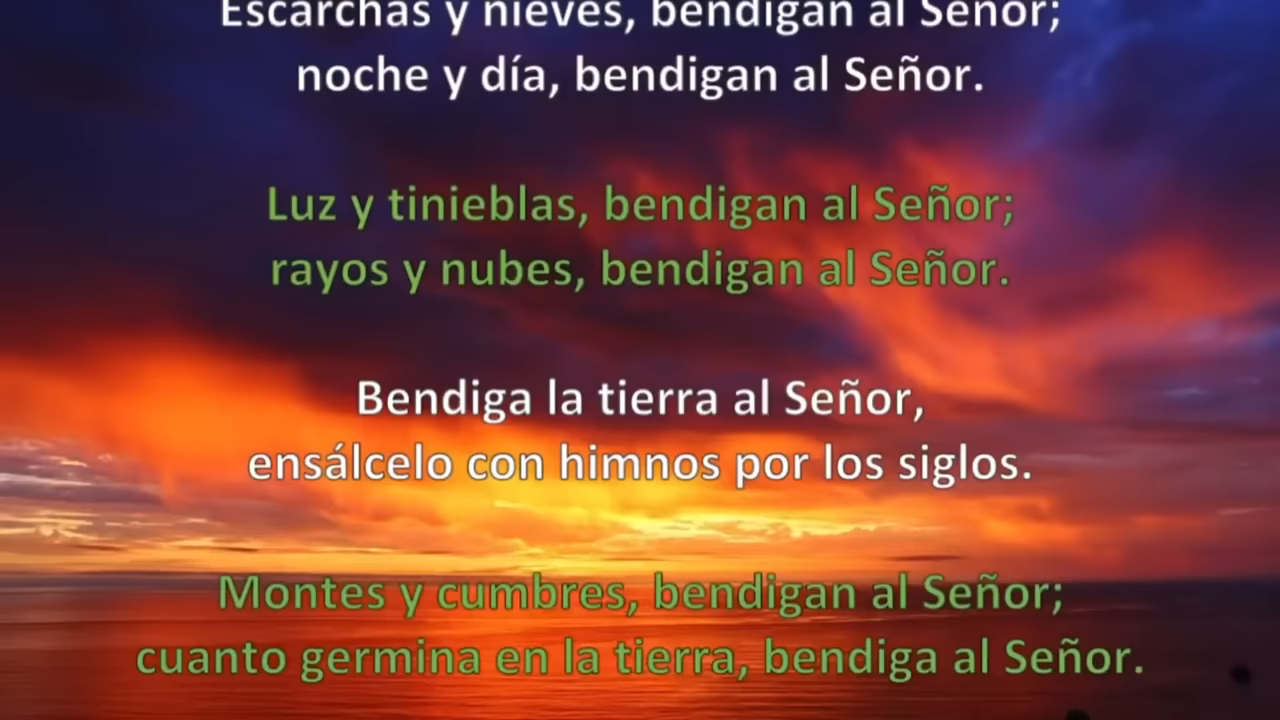 Escarchas y nieves, bendigan al Señor;
noche y día, bendigan al Señor.
Luz y tinieblas, bendigan al Señor;
rayos y nubes, bendigan al Señor.
Bendiga la tierra al Señor,
ensálcelo con himnos por los siglos.
Montes y cumbres, bendigan al Señor;
cuanto germina en la tierra, bendiga al Señor.